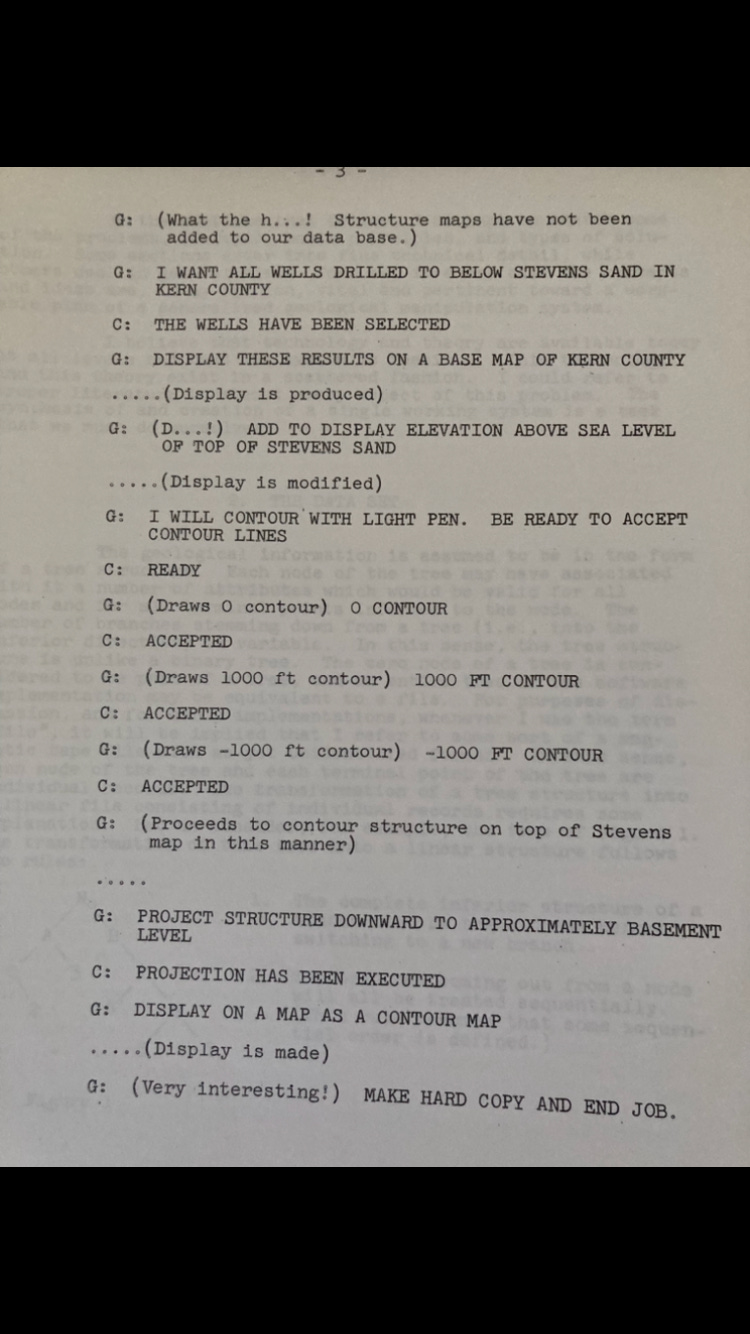 - 3 -
G: (What the h...! Structure maps have not been
added to our data base.)
G: I WANT ALL WELLS DRILLED TO BELOW STEVENS SAND IN
KERN COUNTY
C: THE WELLS HAVE BEEN SELECTED
G: DISPLAY THESE RESULTS ON A BASE MAP OF KERN COUNTY
.....(Display is produced)
G: (D...!) ADD TO DISPLAY ELEVATION ABOVE SEA LEVEL
OF TOP OF STEVENS SAND
.....(Display is modified)
G: I WILL CONTOUR WITH LIGHT PEN. BE READY TO ACCEPT
CONTOUR LINES
C: READY
G: (Draws O contour) O CONTOUR
C: ACCEPTED
G: (Draws 1000 ft contour) 1000 FT CONTOUR
C: ACCEPTED
G: (Draws -1000 ft contour) -1000 FT CONTOUR
C: ACCEPTED
G: (Proceeds to contour structure on top of Stevens
map in this manner)
.....
G: PROJECT STRUCTURE DOWNWARD TO APPROXIMATELY BASEMENT
LEVEL
C: PROJECTION HAS BEEN EXECUTED
G: DISPLAY ON A MAP AS A CONTOUR MAP
.....(Display is made)
G: (Very interesting!) MAKE HARD COPY AND END JOB.